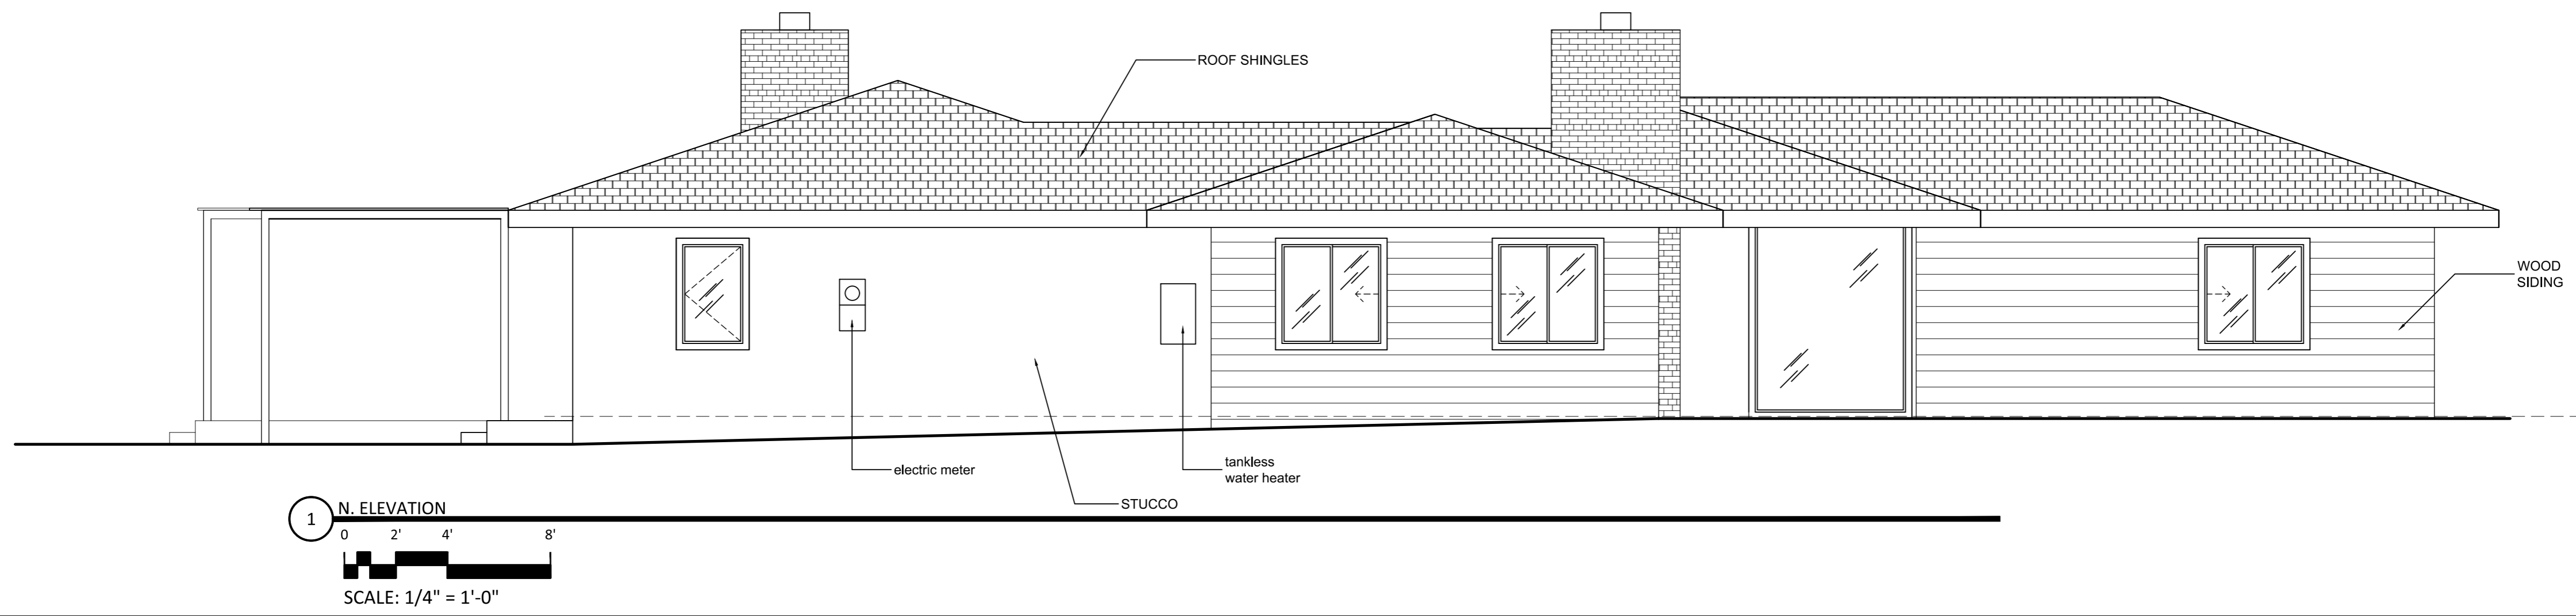 ROOF SHINGLES
WOOD
SIDING
electric meter
tankless
water heater
STUCCO
1
N. ELEVATION
0 2' 4' 8'
SCALE: 1/4" = 1'-0"